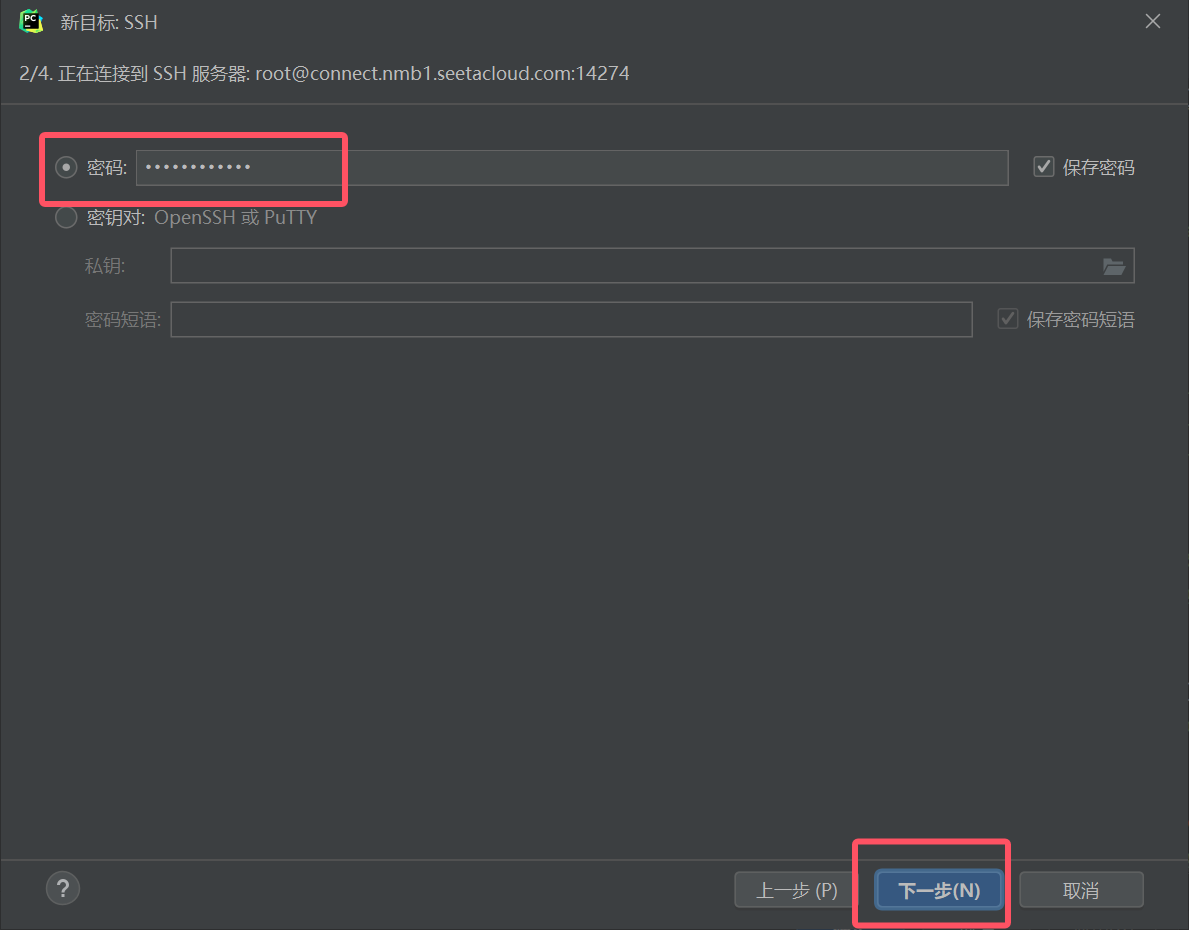 PC 新目标: SSH
2/4. 正在连接到 SSH 服务器: root@connect.nmb1.seetacloud.com:14274
密码: •••••••••••• 保存密码
密钥对: OpenSSH 或 PuTTY
私钥:
密码短语: 保存密码短语
? 上一步 (P) 下一步(N) 取消